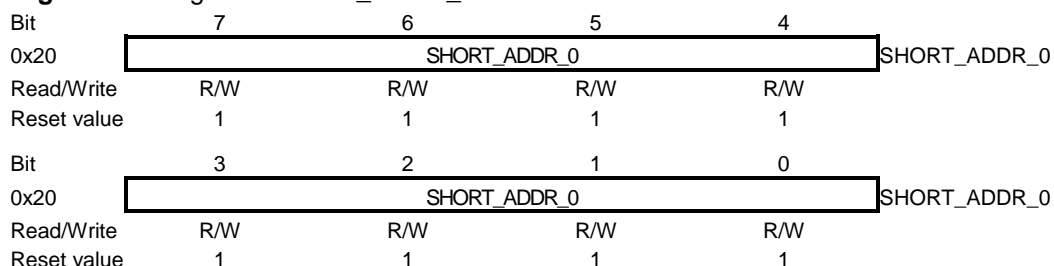 Bit 7 6 5 4
0x20 SHORT_ADDR_0 SHORT_ADDR_0
Read/Write R/W R/W R/W R/W
Reset value 1 1 1 1
Bit 3 2 1 0
0x20 SHORT_ADDR_0 SHORT_ADDR_0
Read/Write R/W R/W R/W R/W
Reset value 1 1 1 1